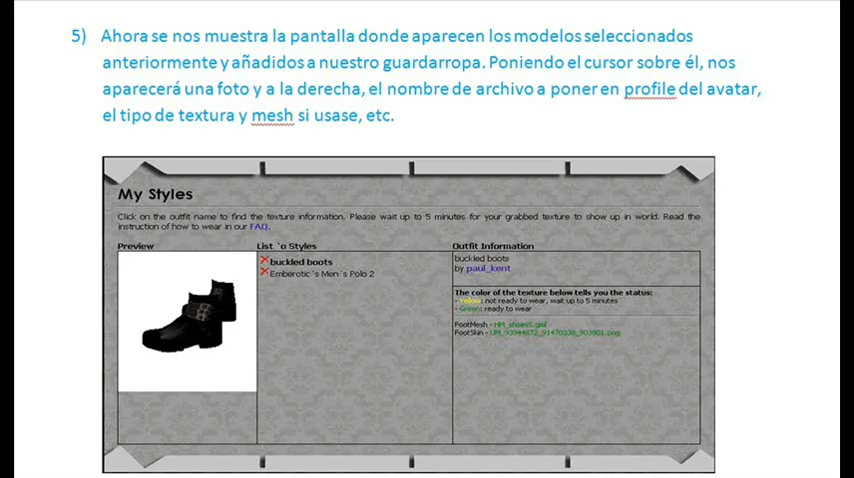 5) Ahora se nos muestra la pantalla donde aparecen los modelos seleccionados
anteriormente y añadidos a nuestro guardarropa. Poniendo el cursor sobre él, nos
aparecerá una foto y a la derecha, el nombre de archivo a poner en profile del avatar,
el tipo de textura y mesh si usase, etc.
My Styles
Click on the outfit name to find the texture information. Please wait up to 5 minutes for your grabbed texture to show up in world. Read the
instruction of how to wear in our FAQ.
Preview List `o Styles Outfit Information
buckled boots
Emberotic`s Men`s Polo 2
buckled boots
by paul_kent
The color of the texture below tells you the status:
- Yellow: not ready to wear, wait up to 5 minutes
- Green: ready to wear
FootMesh - HM_shoes5.gml
FootSkin -